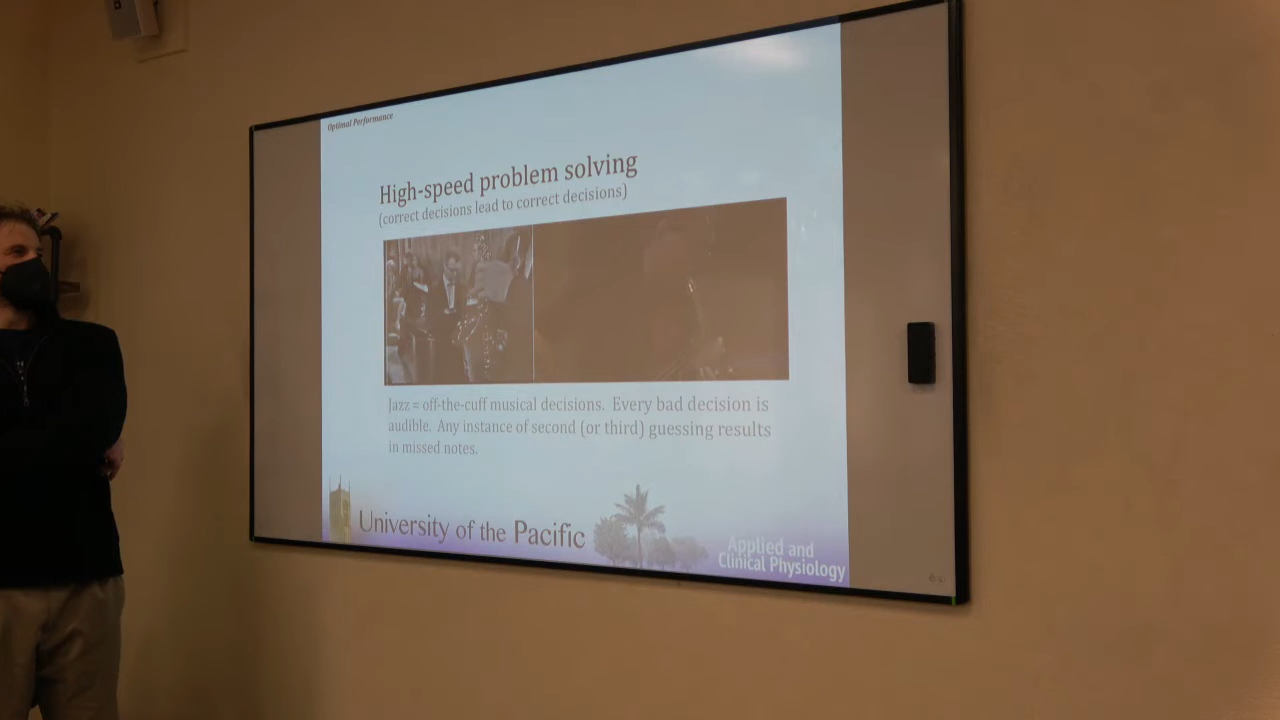 Optimal Performance
High-speed problem solving
(correct decisions lead to correct decisions)
Jazz = off-the-cuff musical decisions. Every bad decision is
audible. Any instance of second (or third) guessing results
in missed notes.
University of the Pacific
Applied and
Clinical Physiology